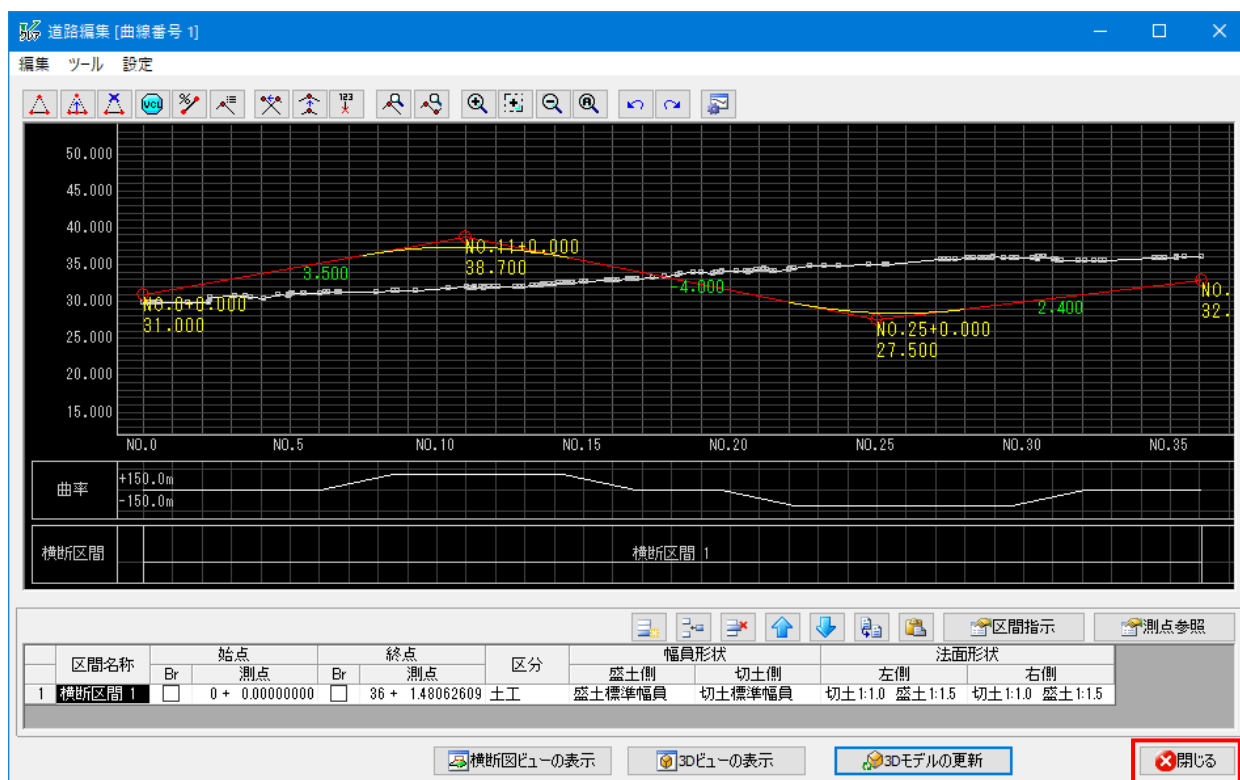 道路編集 [曲線番号 1]
編集 ツール 設定
VCL % 123
50.000
45.000
40.000
35.000
30.000
25.000
20.000
15.000
NO.11+0.000
38.700
3.500
-4.000
NO.0+0.000
31.000
NO.25+0.000
27.500
2.400
NO.
32.
NO.0 NO.5 NO.10 NO.15 NO.20 NO.25 NO.30 NO.35
曲率
+150.0m
-150.0m
横断区間 横断区間 1
区間指示 測点参照
区間名称 始点 終点 区分 幅員形状 法面形状
Br 測点 Br 測点 盛土側 切土側 左側 右側
1 横断区間 1 0 + 0.00000000 36 + 1.48062609 土工 盛土標準幅員 切土標準幅員 切土1:1.0 盛土1:1.5 切土1:1.0 盛土1:1.5
横断図ビューの表示 3Dビューの表示 3Dモデルの更新 閉じる